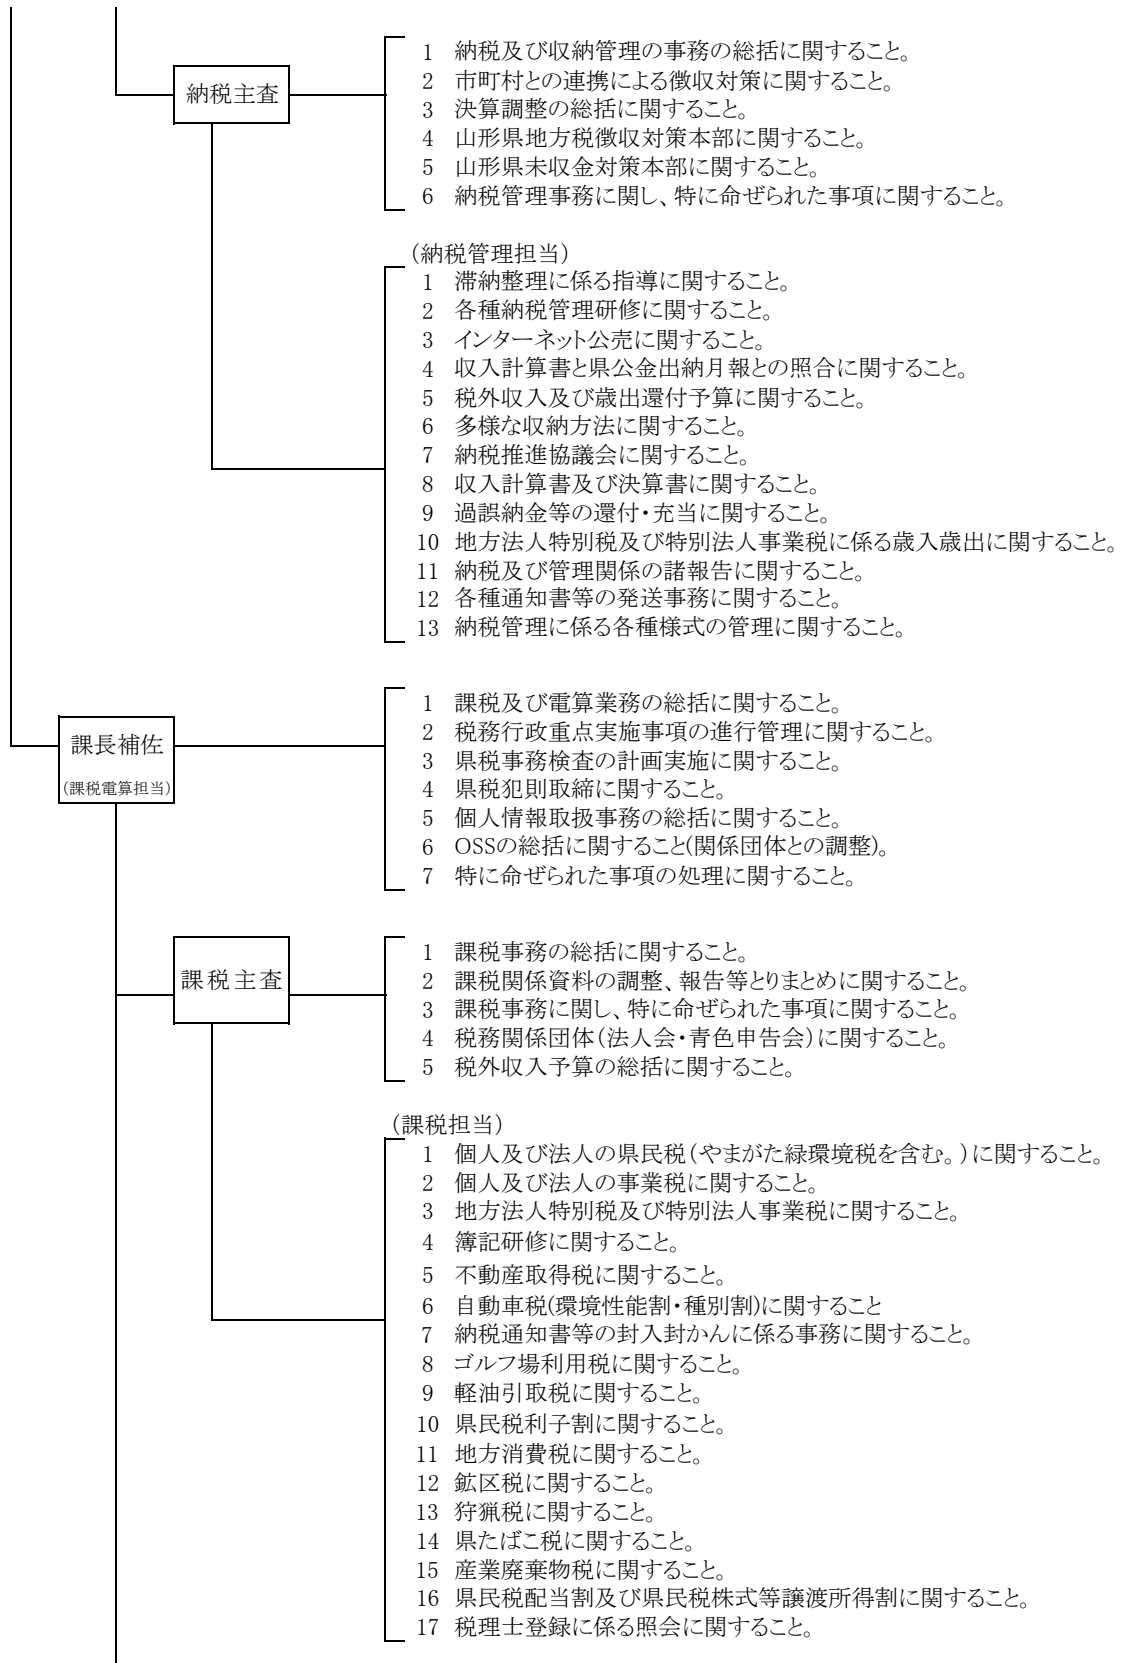 納税主査
1 納税及び収納管理の事務の総括に関すること。
2 市町村との連携による徴収対策に関すること。
3 決算調整の総括に関すること。
4 山形県地方税徴収対策本部に関すること。
5 山形県未収金対策本部に関すること。
6 納税管理事務に関し、特に命ぜられた事項に関すること。
(納税管理担当)
1 滞納整理に係る指導に関すること。
2 各種納税管理研修に関すること。
3 インターネット公売に関すること。
4 収入計算書と県公金出納月報との照合に関すること。
5 税外収入及び歳出還付予算に関すること。
6 多様な収納方法に関すること。
7 納税推進協議会に関すること。
8 収入計算書及び決算書に関すること。
9 過誤納金等の還付・充当に関すること。
10 地方法人特別税及び特別法人事業税に係る歳入歳出に関すること。
11 納税及び管理関係の諸報告に関すること。
12 各種通知書等の発送事務に関すること。
13 納税管理に係る各種様式の管理に関すること。
課長補佐
(課税電算担当)
1 課税及び電算業務の総括に関すること。
2 税務行政重点実施事項の進行管理に関すること。
3 県税事務検査の計画実施に関すること。
4 県税犯則取締に関すること。
5 個人情報取扱事務の総括に関すること。
6 OSSの総括に関すること(関係団体との調整)。
7 特に命ぜられた事項の処理に関すること。
課税主査
1 課税事務の総括に関すること。
2 課税関係資料の調整、報告等とりまとめに関すること。
3 課税事務に関し、特に命ぜられた事項に関すること。
4 税務関係団体(法人会・青色申告会)に関すること。
5 税外収入予算の総括に関すること。
(課税担当)
1 個人及び法人の県民税(やまがた緑環境税を含む。)に関すること。
2 個人及び法人の事業税に関すること。
3 地方法人特別税及び特別法人事業税に関すること。
4 簿記研修に関すること。
5 不動産取得税に関すること。
6 自動車税(環境性能割・種別割)に関すること
7 納税通知書等の封入封かんに係る事務に関すること。
8 ゴルフ場利用税に関すること。
9 軽油引取税に関すること。
10 県民税利子割に関すること。
11 地方消費税に関すること。
12 鉱区税に関すること。
13 狩猟税に関すること。
14 県たばこ税に関すること。
15 産業廃棄物税に関すること。
16 県民税配当割及び県民税株式等譲渡所得割に関すること。
17 税理士登録に係る照会に関すること。